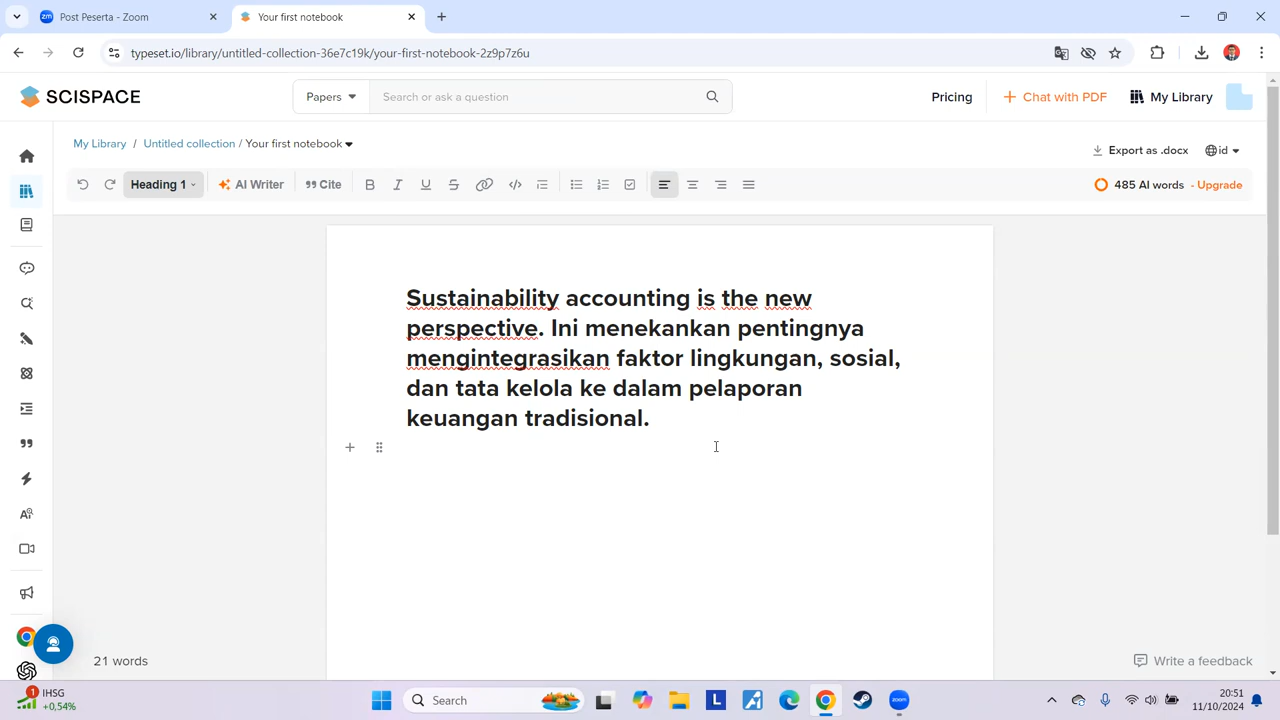 Post Peserta - Zoom
Your first notebook
typeset.io/library/untitled-collection-36e7c19k/your-first-notebook-2z9p7z6u
SCISPACE
Papers
Search or ask a question
Pricing
Chat with PDF
My Library
My Library / Untitled collection / Your first notebook
Export as .docx
id
Heading 1
AI Writer
Cite
485 AI words - Upgrade
Sustainability accounting is the new
perspective. Ini menekankan pentingnya
mengintegrasikan faktor lingkungan, sosial,
dan tata kelola ke dalam pelaporan
keuangan tradisional.
21 words
Write a feedback
1
IHSG
+0,54%
Search
20:51
11/10/2024